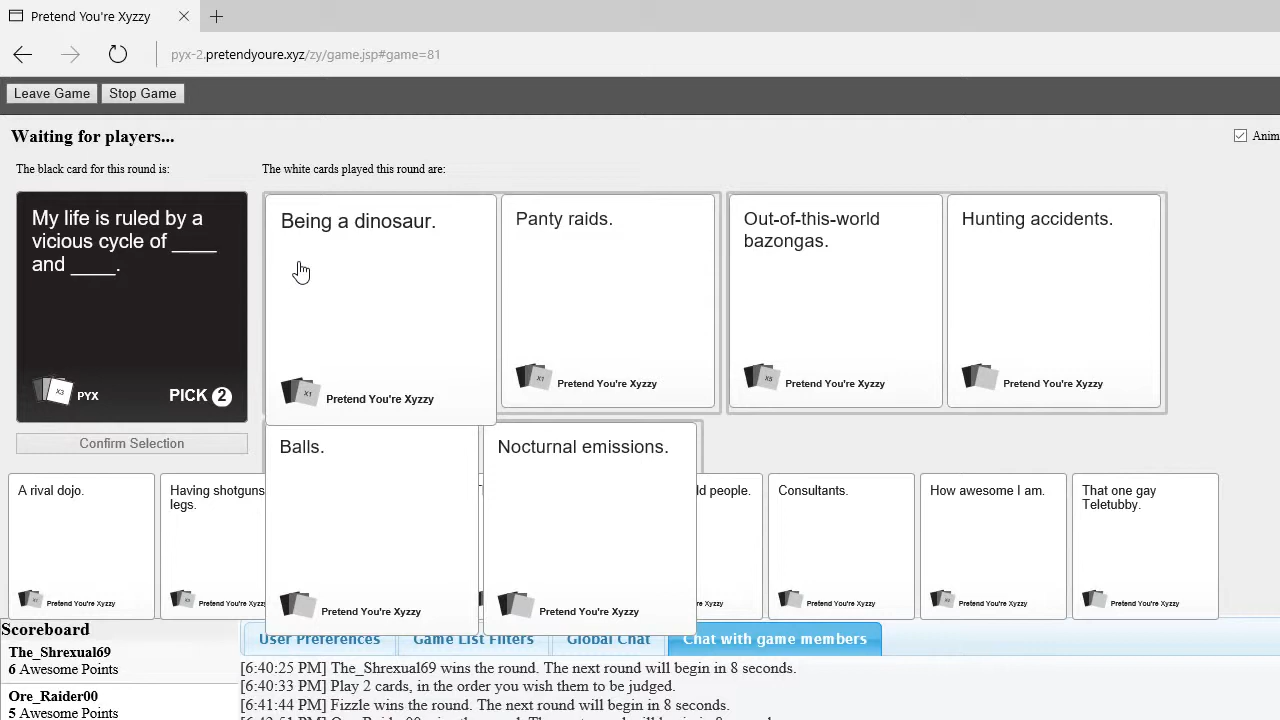 Pretend You're Xyzzy
pyx-2.pretendyoure.xyz/zy/game.jsp#game=81
Leave Game
Stop Game
Waiting for players...
Anim
The black card for this round is:
The white cards played this round are:
My life is ruled by a
vicious cycle of ____
and ____.
X3
PYX
PICK 2
Confirm Selection
Being a dinosaur.
X1
Pretend You're Xyzzy
Panty raids.
X1
Pretend You're Xyzzy
Out-of-this-world
bazongas.
X5
Pretend You're Xyzzy
Hunting accidents.
Pretend You're Xyzzy
Balls.
Pretend You're Xyzzy
Nocturnal emissions.
Pretend You're Xyzzy
A rival dojo.
Pretend You're Xyzzy
Having shotguns
legs.
Pretend You're Xy
people.
Xyzzy
Consultants.
Pretend You're Xyzzy
How awesome I am.
Pretend You're Xyzzy
That one gay
Teletubby.
Pretend You're Xyzzy
Scoreboard
The_Shrexual69
6 Awesome Points
Ore_Raider00
5 Awesome Points
User Preferences
Game List Filters
Global Chat
Chat with game members
[6:40:25 PM] The_Shrexual69 wins the round. The next round will begin in 8 seconds.
[6:40:33 PM] Play 2 cards, in the order you wish them to be judged.
[6:41:44 PM] Fizzle wins the round. The next round will begin in 8 seconds.